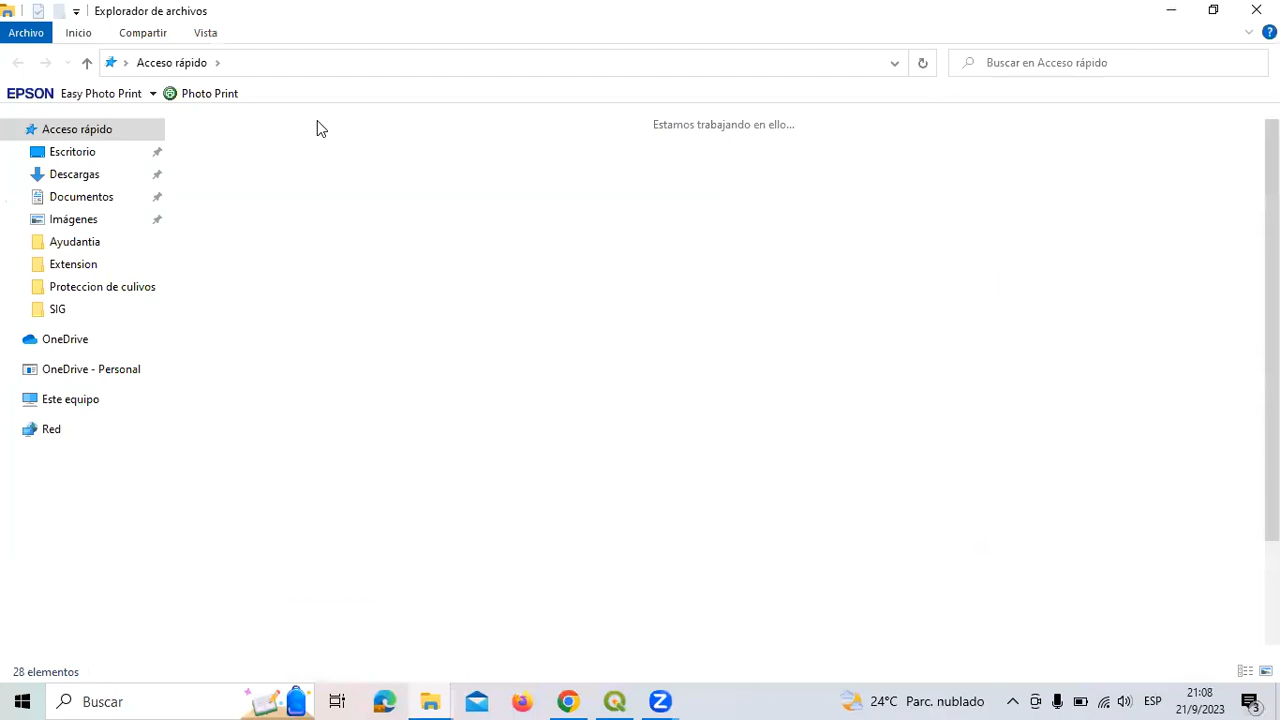 Explorador de archivos
Archivo Inicio Compartir Vista
Acceso rápido
Buscar en Acceso rápido
EPSON Easy Photo Print Photo Print
Acceso rápido
Estamos trabajando en ello...
Escritorio
Descargas
Documentos
Imágenes
Ayudantia
Extension
Proteccion de culivos
SIG
OneDrive
OneDrive - Personal
Este equipo
Red
28 elementos
Buscar
24°C Parc. nublado
ESP
21:08
21/9/2023
3